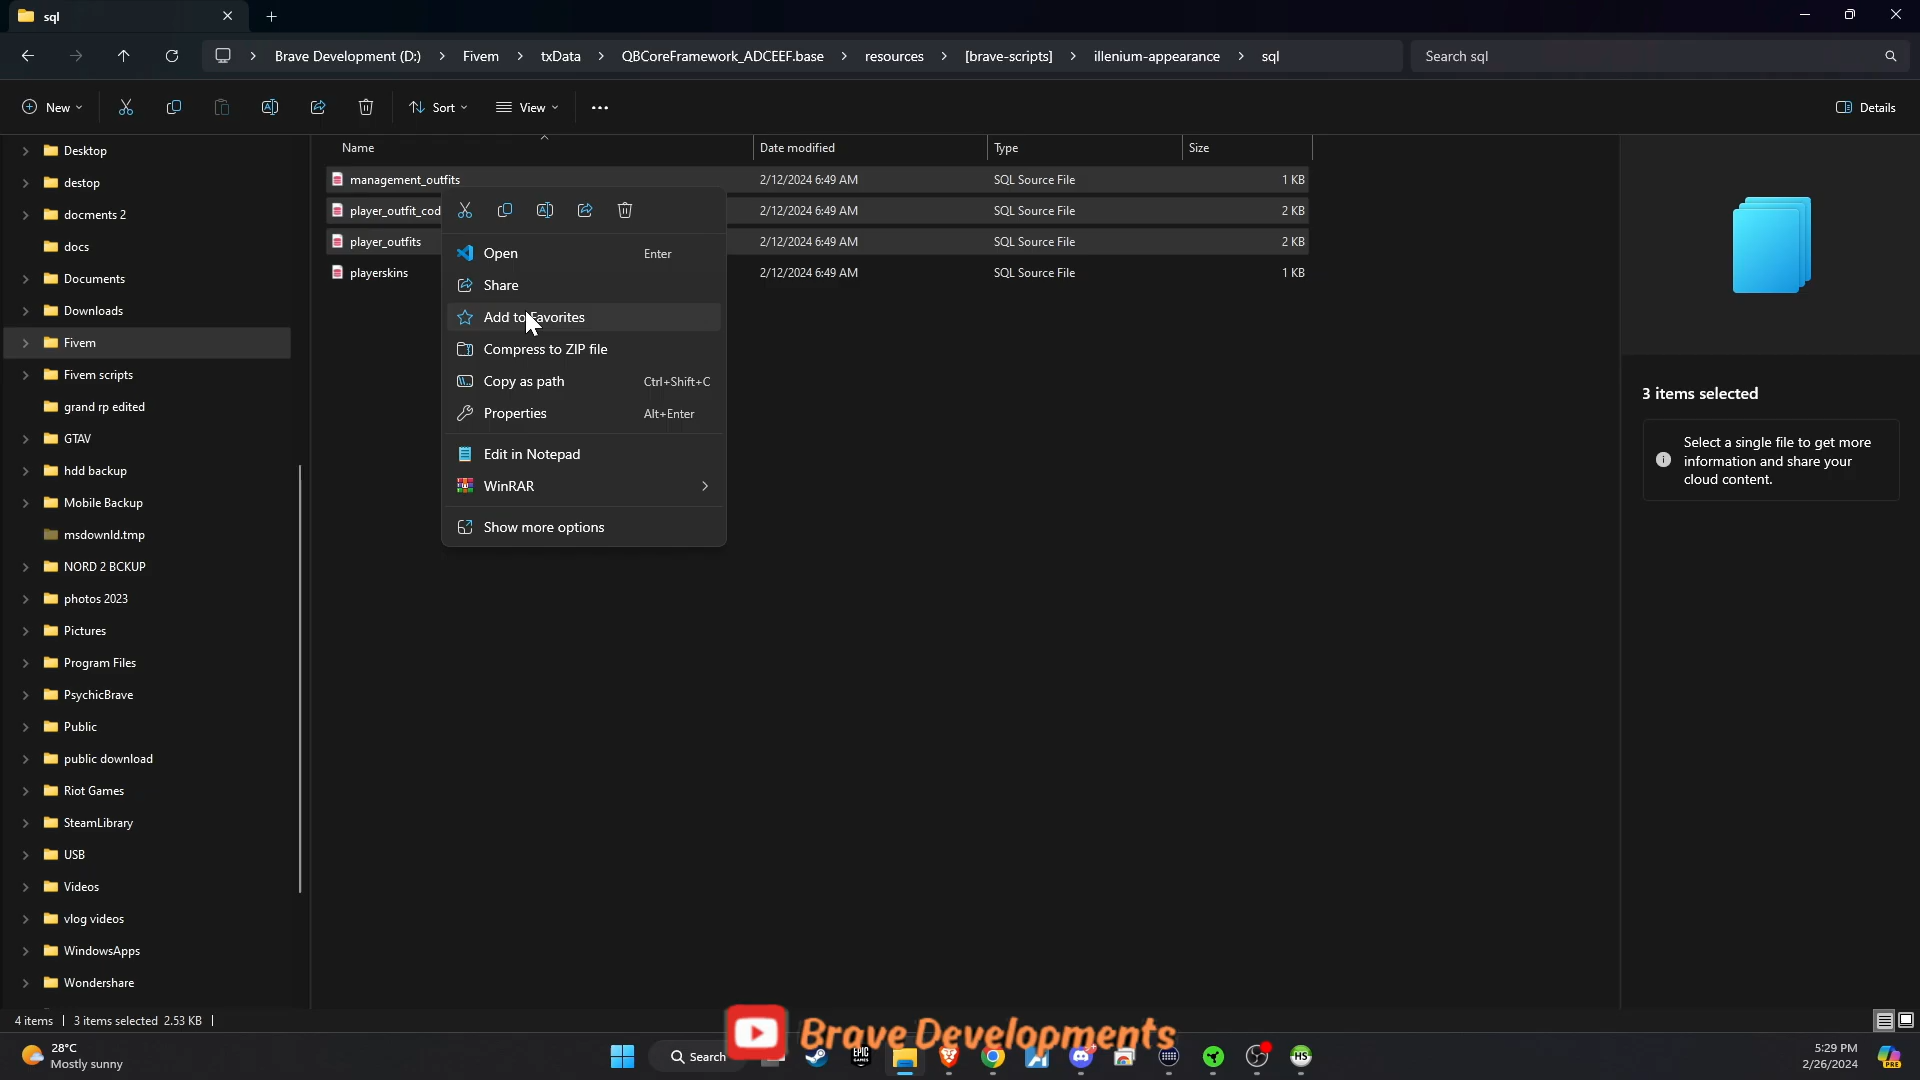 sql
Brave Development (D:) > Fivem > txData > QBCoreFramework_ADCEEF.base > resources > [brave-scripts] > illenium-appearance > sql
Search sql
New
Sort
View
Details
Name
Date modified
Type
Size
management_outfits 2/12/2024 6:49 AM SQL Source File 1 KB
player_outfit_cod 2/12/2024 6:49 AM SQL Source File 2 KB
player_outfits 2/12/2024 6:49 AM SQL Source File 2 KB
playerskins 2/12/2024 6:49 AM SQL Source File 1 KB
Open Enter
Share
Add to Favorites
Compress to ZIP file
Copy as path Ctrl+Shift+C
Properties Alt+Enter
Edit in Notepad
WinRAR
Show more options
Desktop
destop
docments 2
docs
Documents
Downloads
Fivem
Fivem scripts
grand rp edited
GTAV
hdd backup
Mobile Backup
msdownld.tmp
NORD 2 BCKUP
photos 2023
Pictures
Program Files
PsychicBrave
Public
public download
Riot Games
SteamLibrary
USB
Videos
vlog videos
WindowsApps
Wondershare
3 items selected
Select a single file to get more
information and share your
cloud content.
4 items
3 items selected 2.53 KB
Brave Developments
28°C
Mostly sunny
Search
EPIC
GAMES
HS
PRE
5:29 PM
2/26/2024